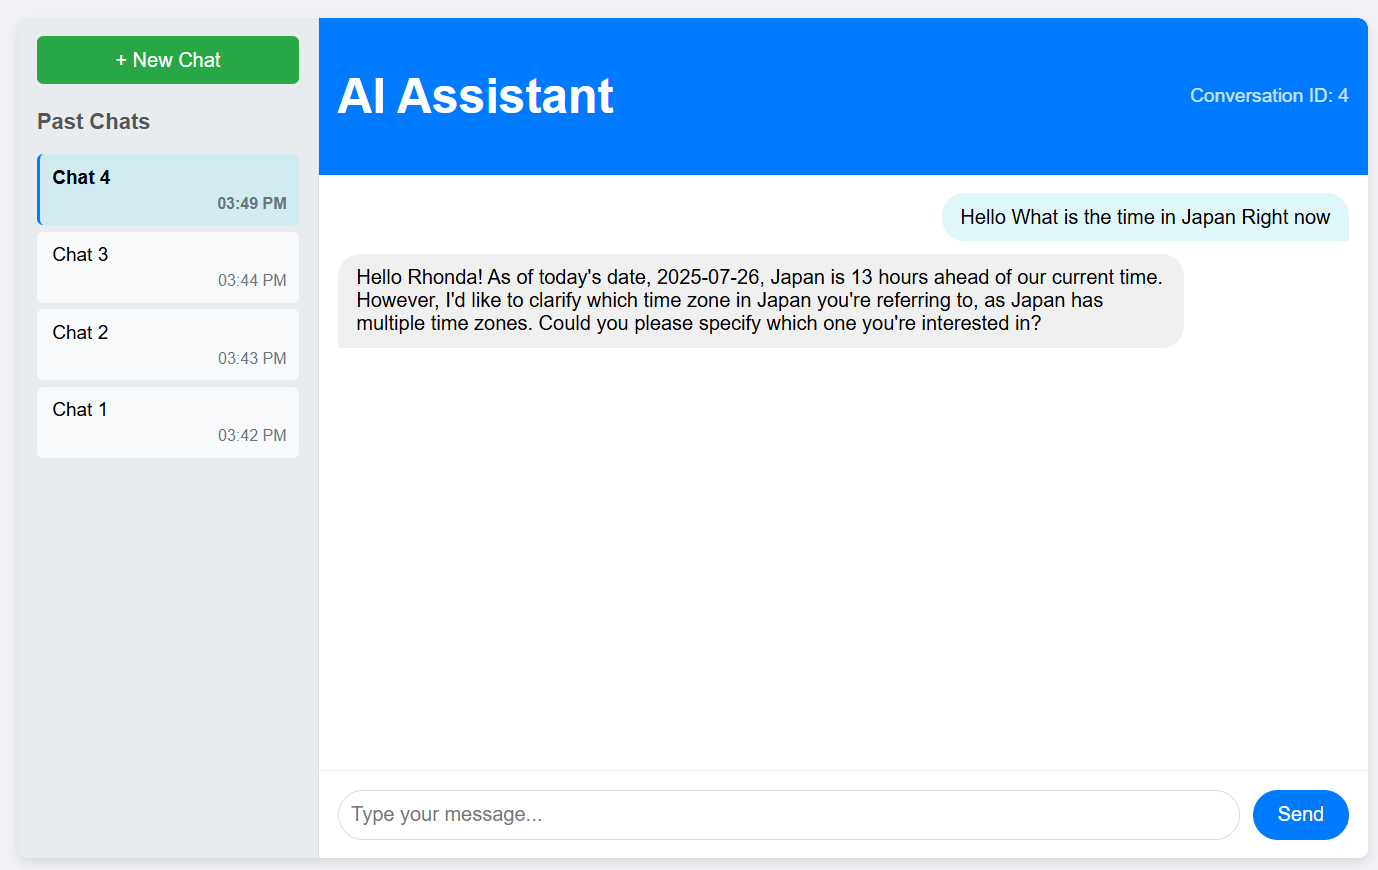 + New Chat
Past Chats
Chat 4
03:49 PM
Chat 3
03:44 PM
Chat 2
03:43 PM
Chat 1
03:42 PM
AI Assistant
Conversation ID: 4
Hello What is the time in Japan Right now
Hello Rhonda! As of today's date, 2025-07-26, Japan is 13 hours ahead of our current time.
However, I'd like to clarify which time zone in Japan you're referring to, as Japan has
multiple time zones. Could you please specify which one you're interested in?
Type your message...
Send